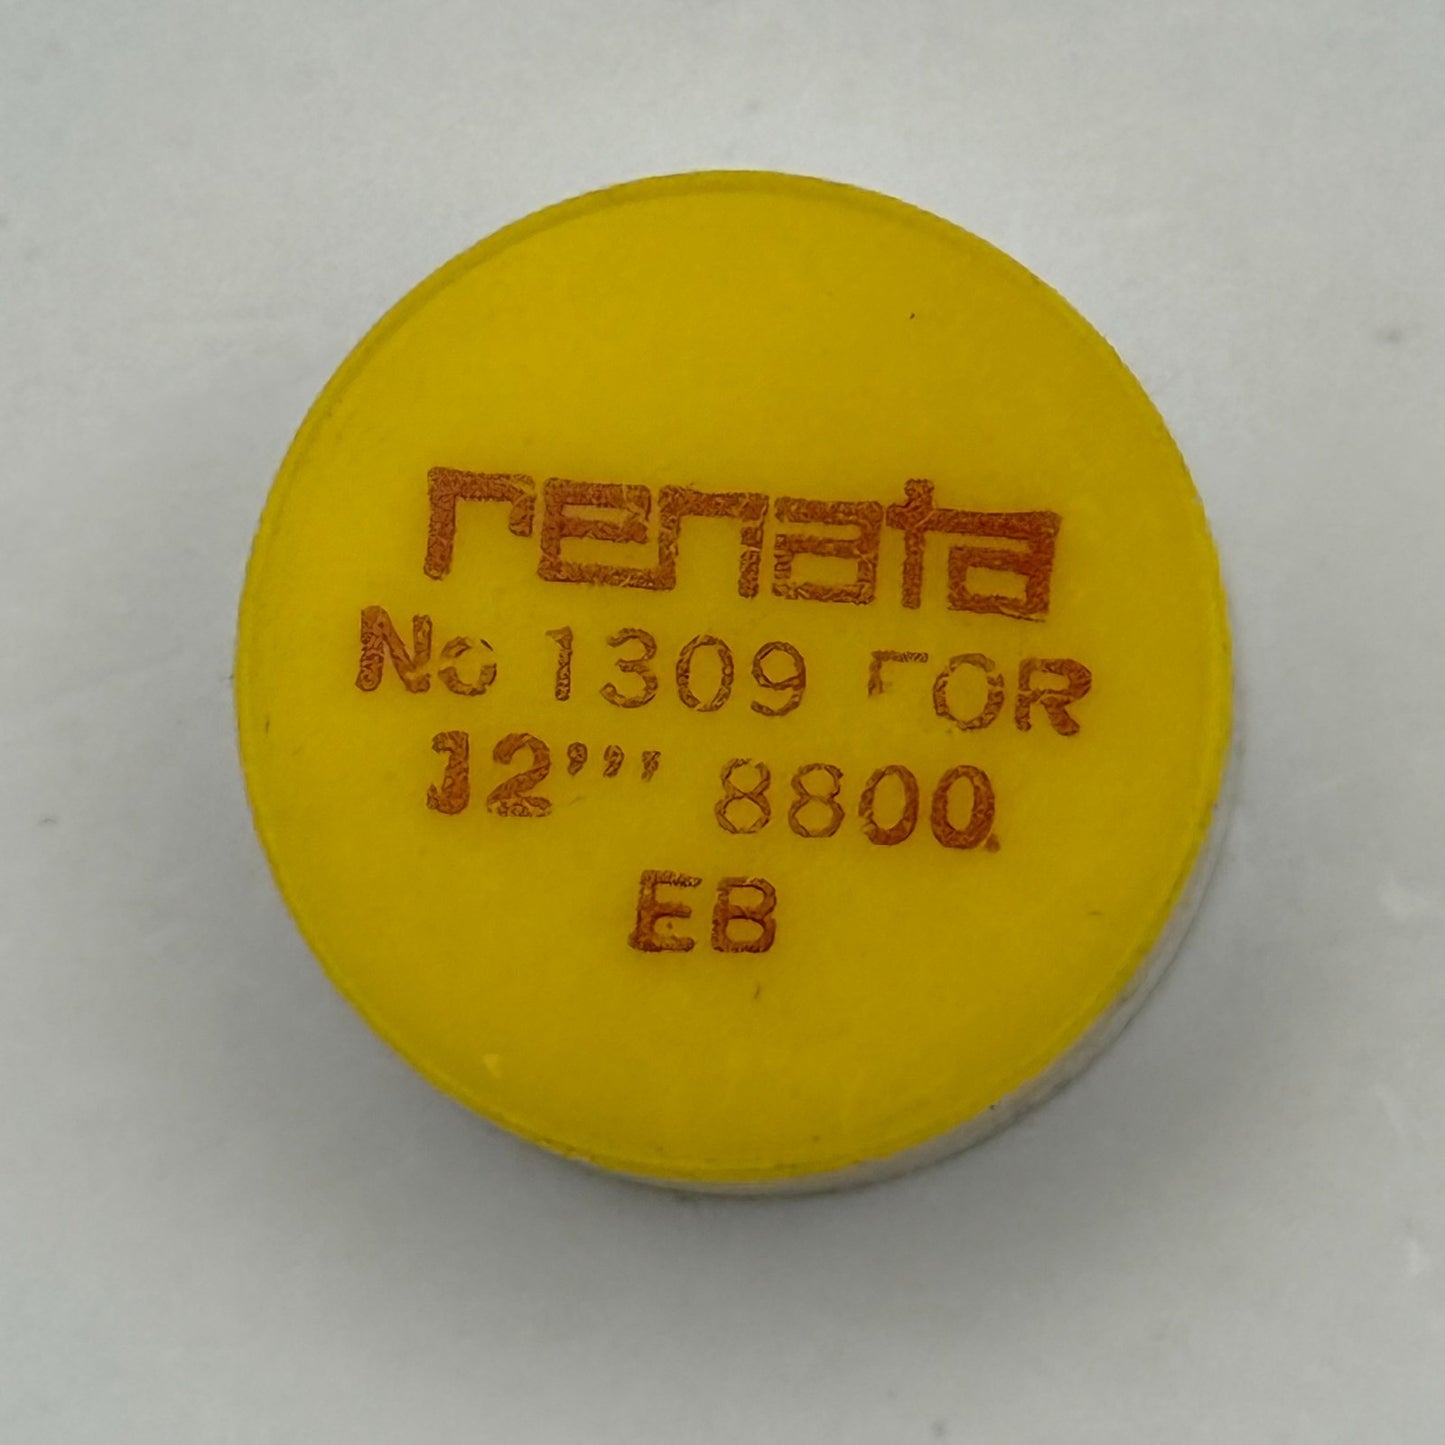 renata
No 1309 FOR
12''' 8800
EB